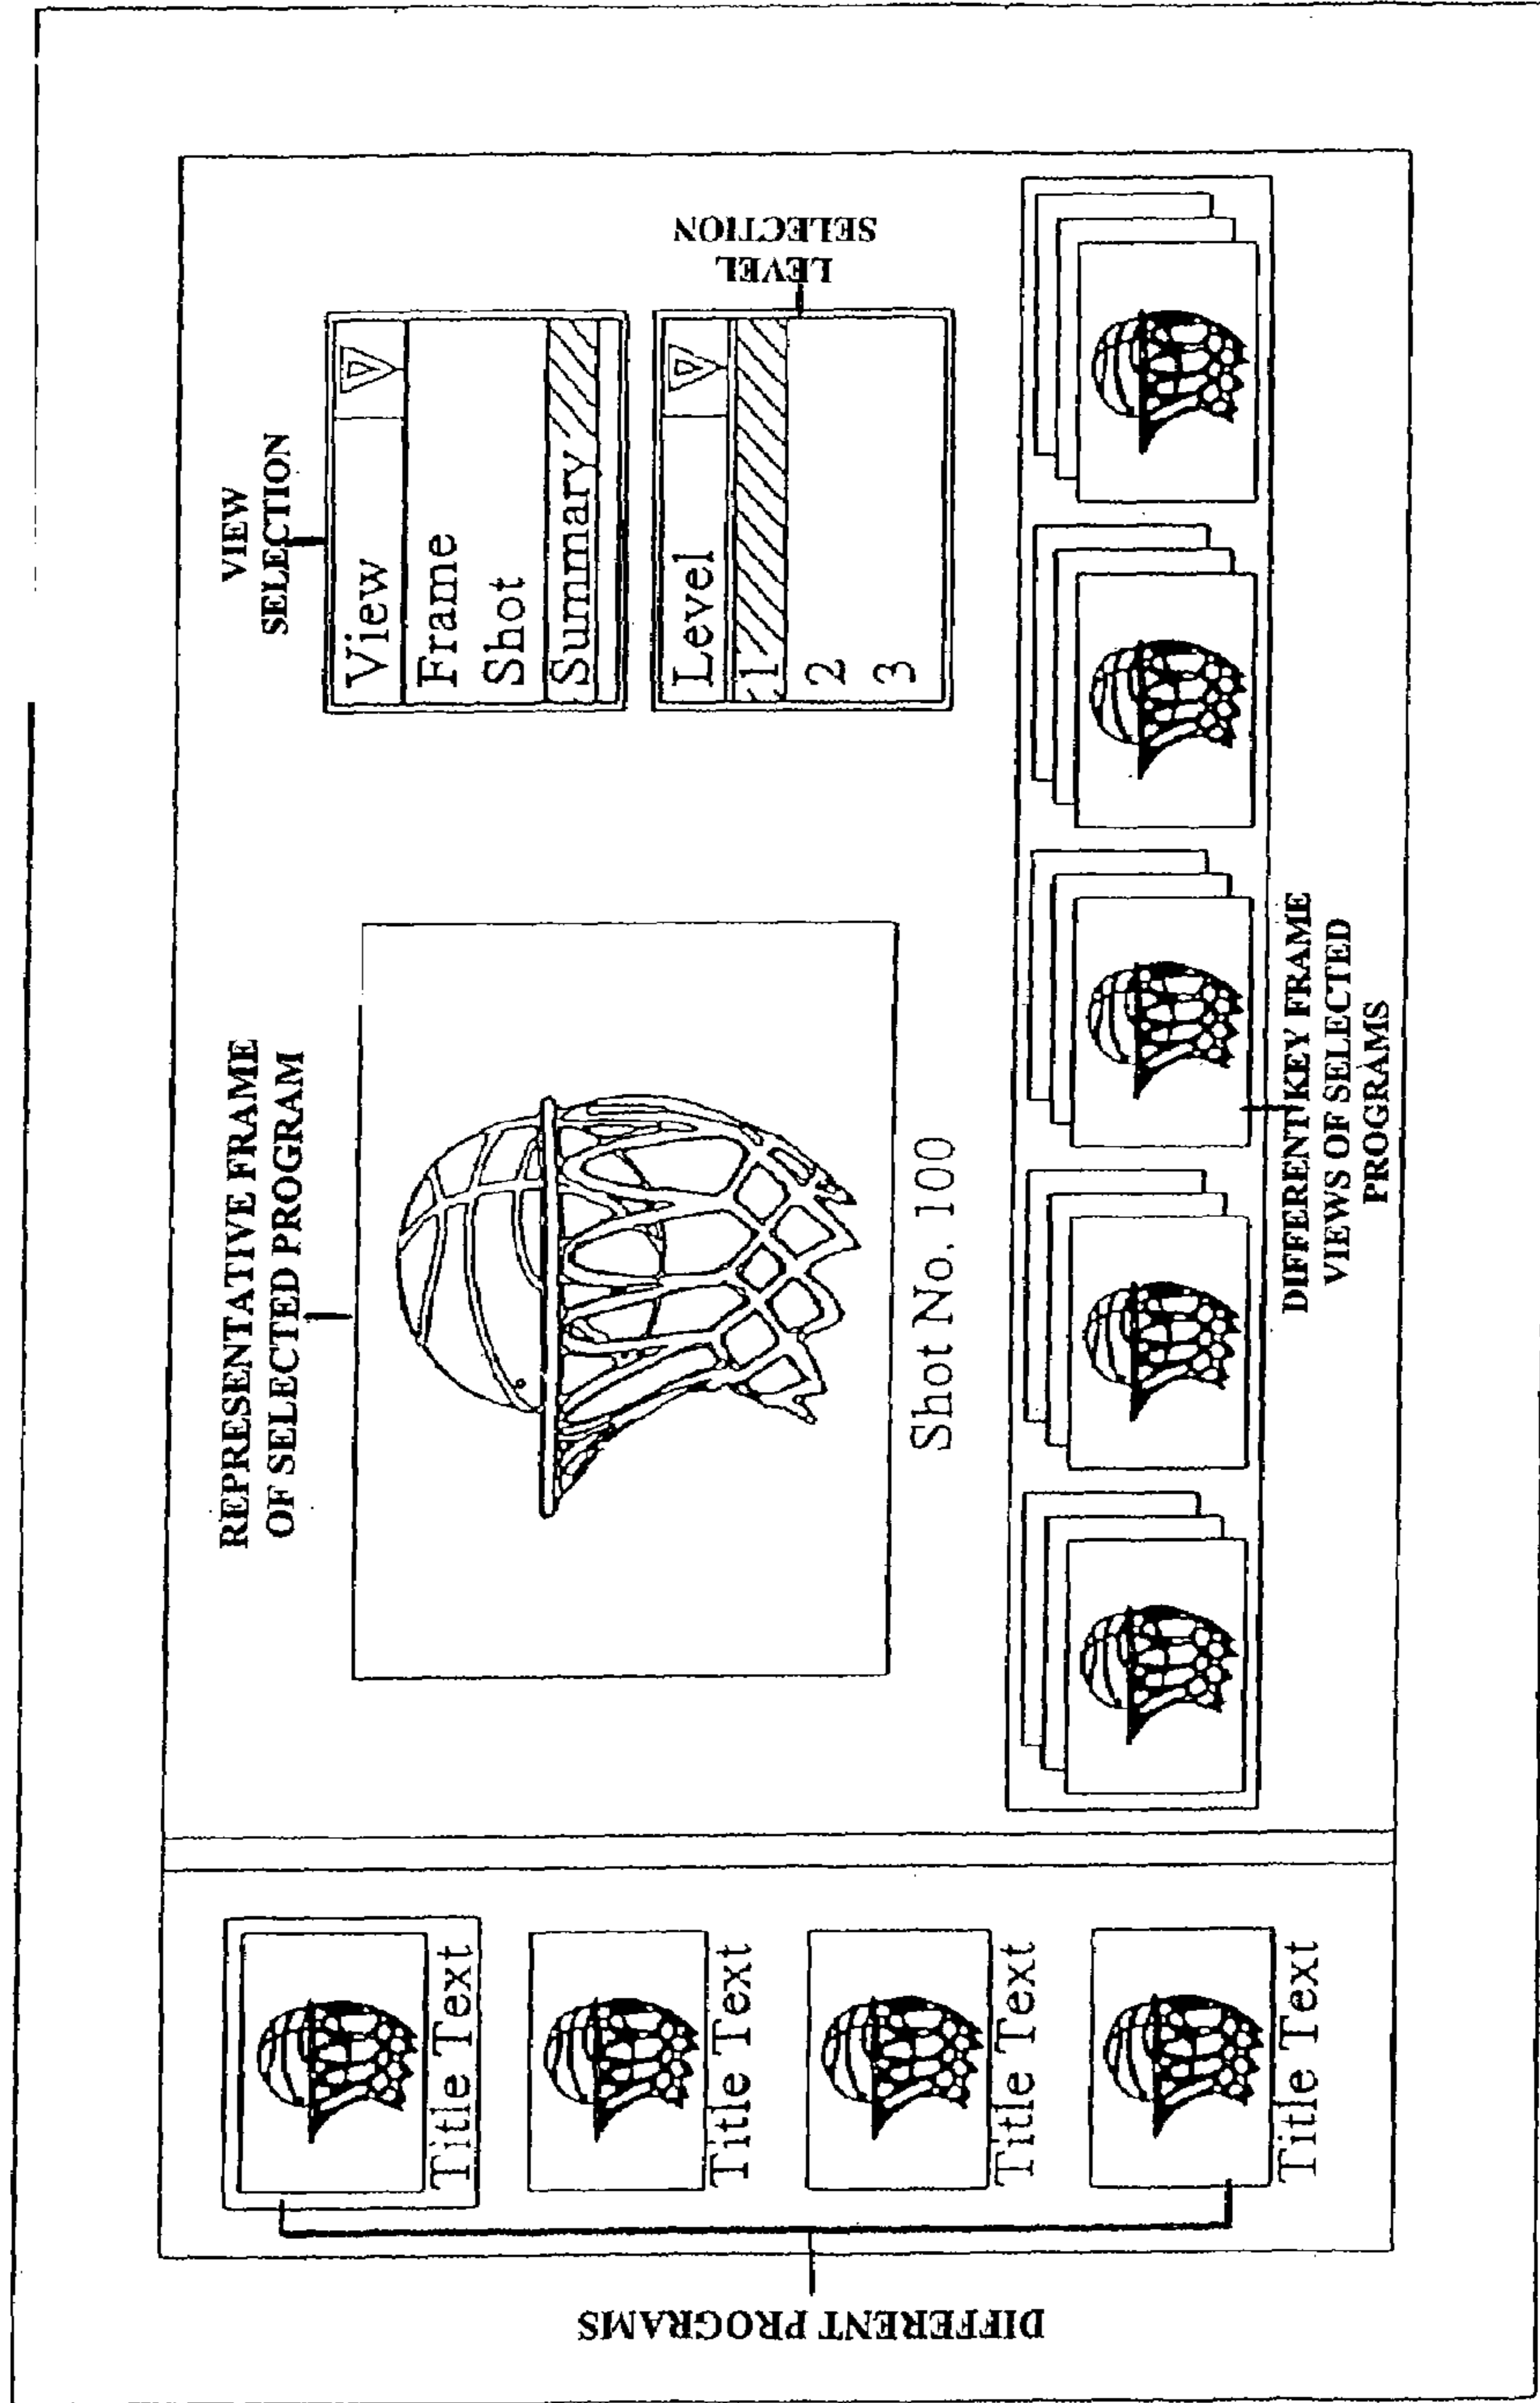 REPRESENTATIVE FRAME
OF SELECTED PROGRAM
VIEW
SELECTION
View
Frame
Shot
Summary
Level
1
2
3
LEVEL
SELECTION
Shot No. 100
DIFFERENT PROGRAMS
Title Text
Title Text
Title Text
Title Text
DIFFERENT KEY FRAME
VIEWS OF SELECTED
PROGRAMS